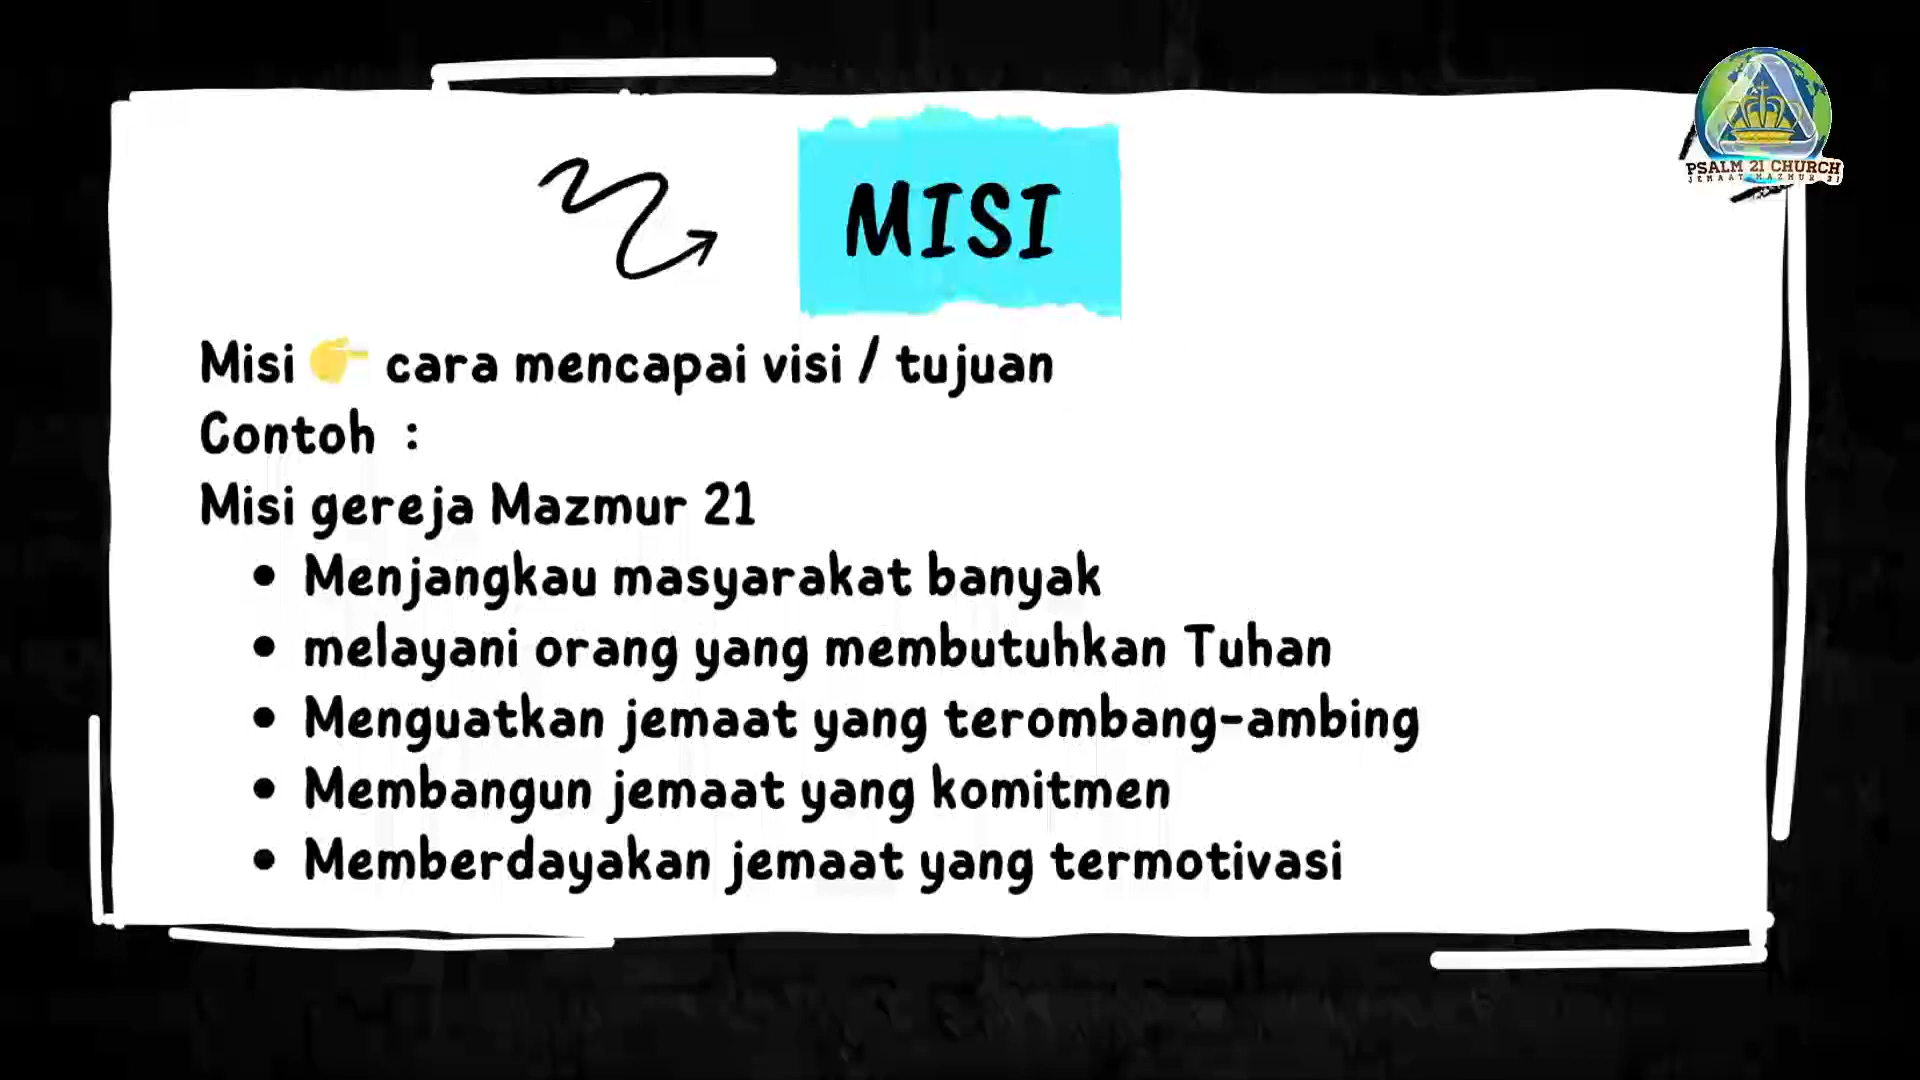 PSALM 21 CHURCH
JEMAAT MAZMUR 21
MISI
Misi 👉 cara mencapai visi / tujuan
Contoh :
Misi gereja Mazmur 21
• Menjangkau masyarakat banyak
• melayani orang yang membutuhkan Tuhan
• Menguatkan jemaat yang terombang-ambing
• Membangun jemaat yang komitmen
• Memberdayakan jemaat yang termotivasi